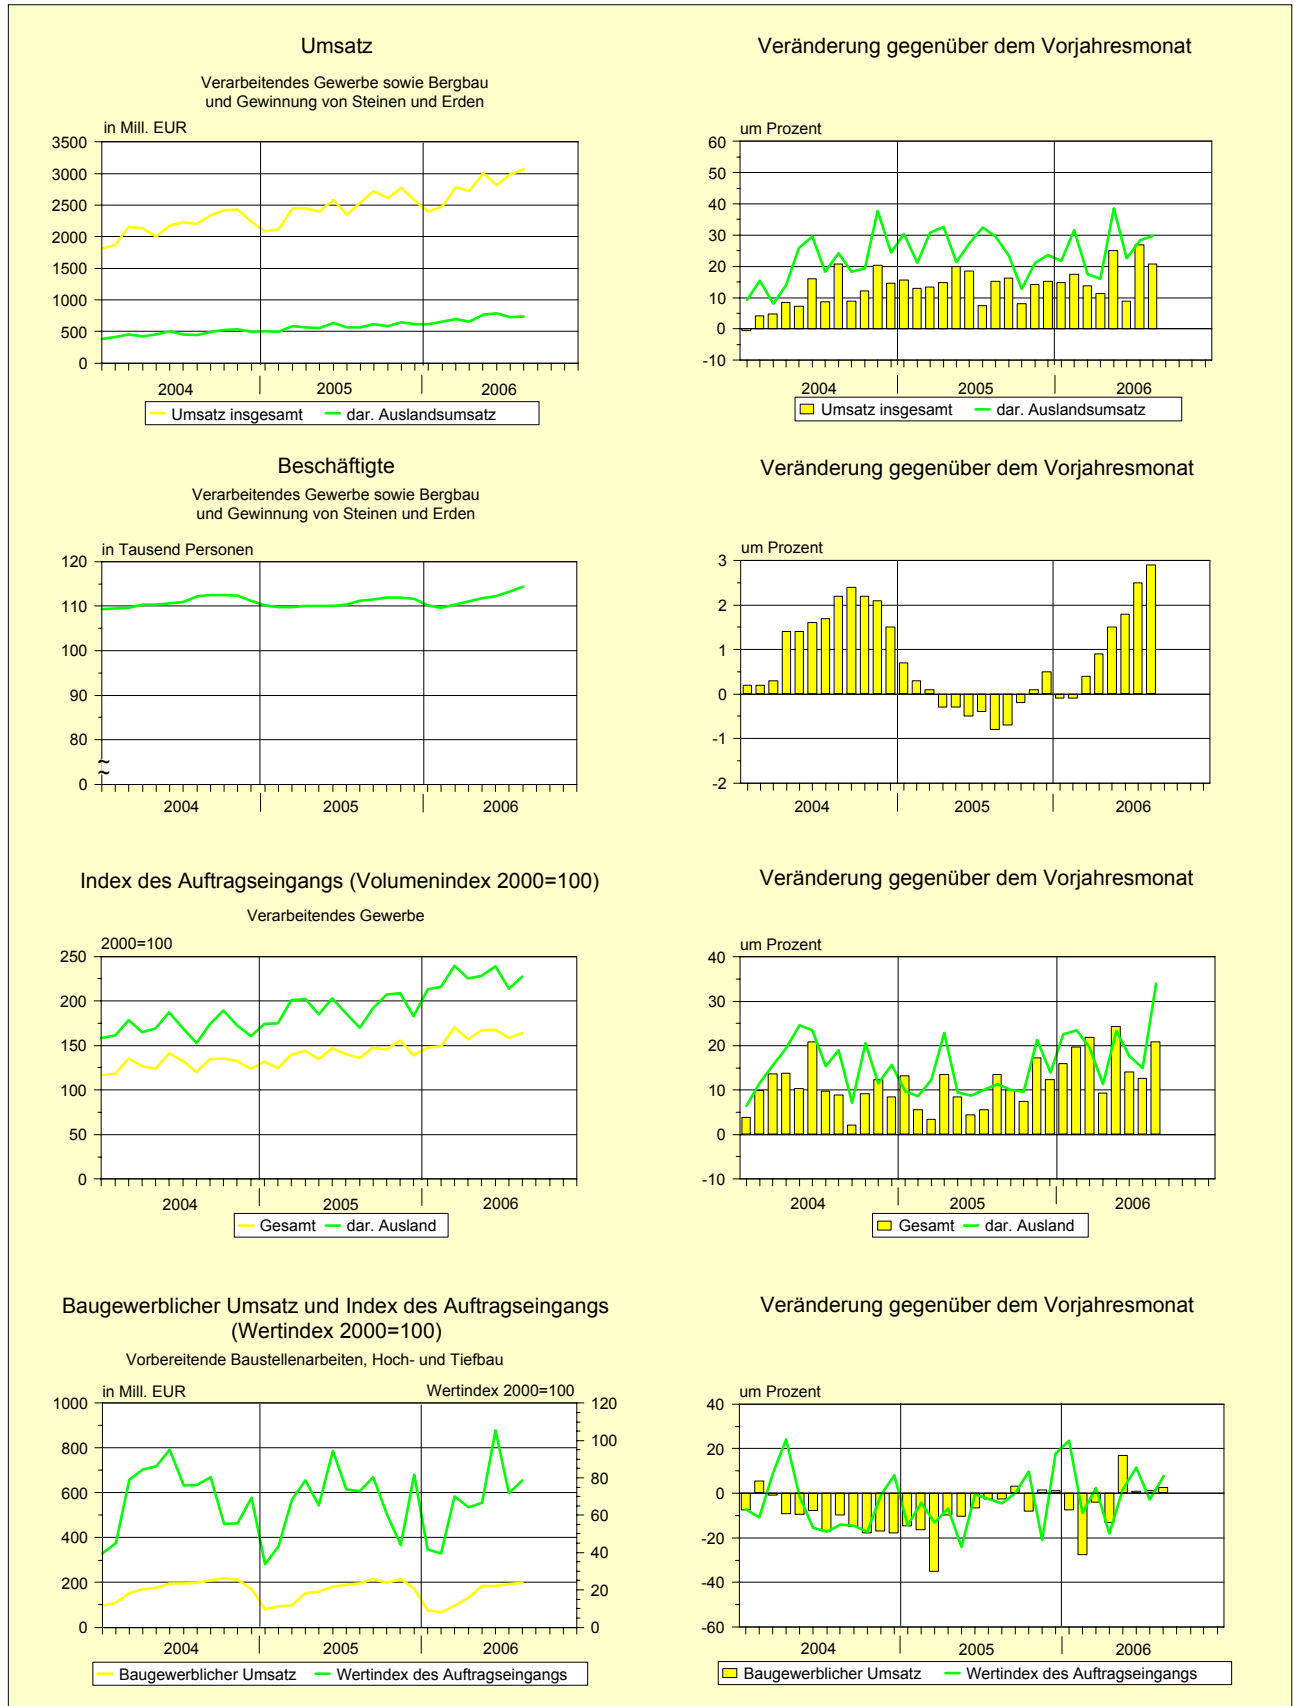 Umsatz
Verarbeitendes Gewerbe sowie Bergbau
und Gewinnung von Steinen und Erden
in Mill. EUR
3500
3000
2500
2000
1500
1000
500
0
2004 2005 2006
Umsatz insgesamt dar. Auslandsumsatz
Veränderung gegenüber dem Vorjahresmonat
um Prozent
60
50
40
30
20
10
0
-10
2004 2005 2006
Umsatz insgesamt dar. Auslandsumsatz
Beschäftigte
Verarbeitendes Gewerbe sowie Bergbau
und Gewinnung von Steinen und Erden
in Tausend Personen
120
110
100
90
80
~
~
0
2004 2005 2006
Veränderung gegenüber dem Vorjahresmonat
um Prozent
3
2
1
0
-1
-2
2004 2005 2006
Index des Auftragseingangs (Volumenindex 2000=100)
Verarbeitendes Gewerbe
2000=100
250
200
150
100
50
0
2004 2005 2006
Gesamt dar. Ausland
Veränderung gegenüber dem Vorjahresmonat
um Prozent
40
30
20
10
0
-10
2004 2005 2006
Gesamt dar. Ausland
Baugewerblicher Umsatz und Index des Auftragseingangs
(Wertindex 2000=100)
Vorbereitende Baustellenarbeiten, Hoch- und Tiefbau
in Mill. EUR Wertindex 2000=100
1000
800
600
400
200
0
120
100
80
60
40
20
0
2004 2005 2006
Baugewerblicher Umsatz Wertindex des Auftragseingangs
Veränderung gegenüber dem Vorjahresmonat
um Prozent
40
20
0
-20
-40
-60
2004 2005 2006
Baugewerblicher Umsatz Wertindex des Auftragseingangs